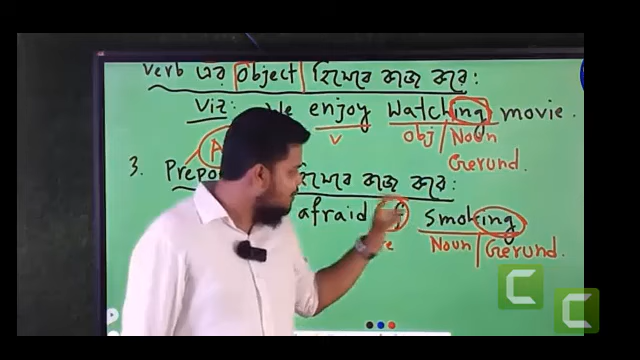 Verb এর Object হিসেবে কাজ করে:
Viz: We enjoy watching movie.
V obj/Noun
Gerund.
3. Prepo হিসেবে কাজ করে:
afraid of smoking
Noun/Gerund.